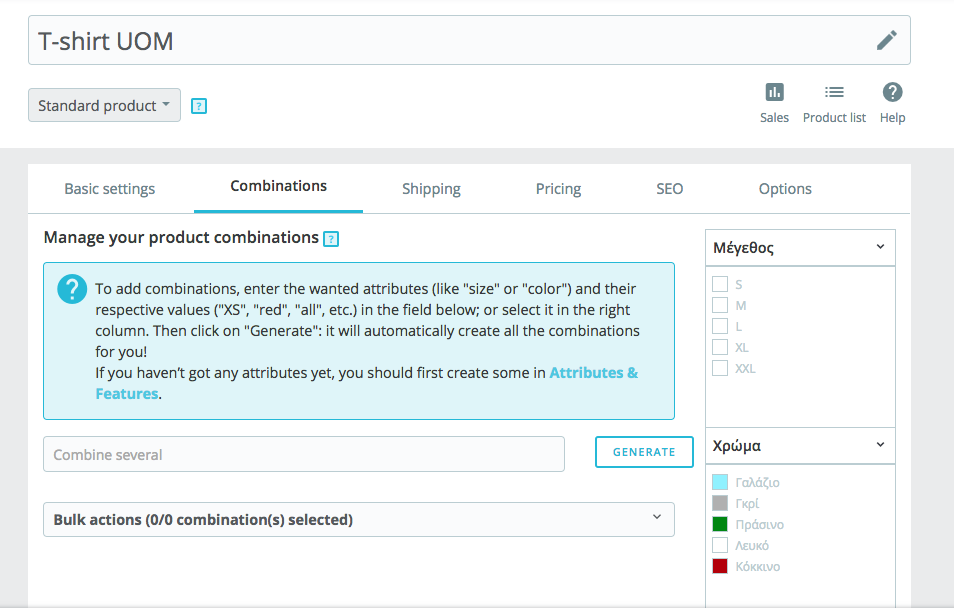 T-shirt UOM
Standard product
?
Sales
Product list
Help
Basic settings
Combinations
Shipping
Pricing
SEO
Options
Manage your product combinations ?
To add combinations, enter the wanted attributes (like "size" or "color") and their
respective values ("XS", "red", "all", etc.) in the field below; or select it in the right
column. Then click on "Generate": it will automatically create all the combinations
for you!
If you haven't got any attributes yet, you should first create some in Attributes &
Features.
Combine several
GENERATE
Bulk actions (0/0 combination(s) selected)
Μέγεθος
S
M
L
XL
XXL
Χρώμα
Γαλάζιο
Γκρί
Πράσινο
Λευκό
Κόκκινο